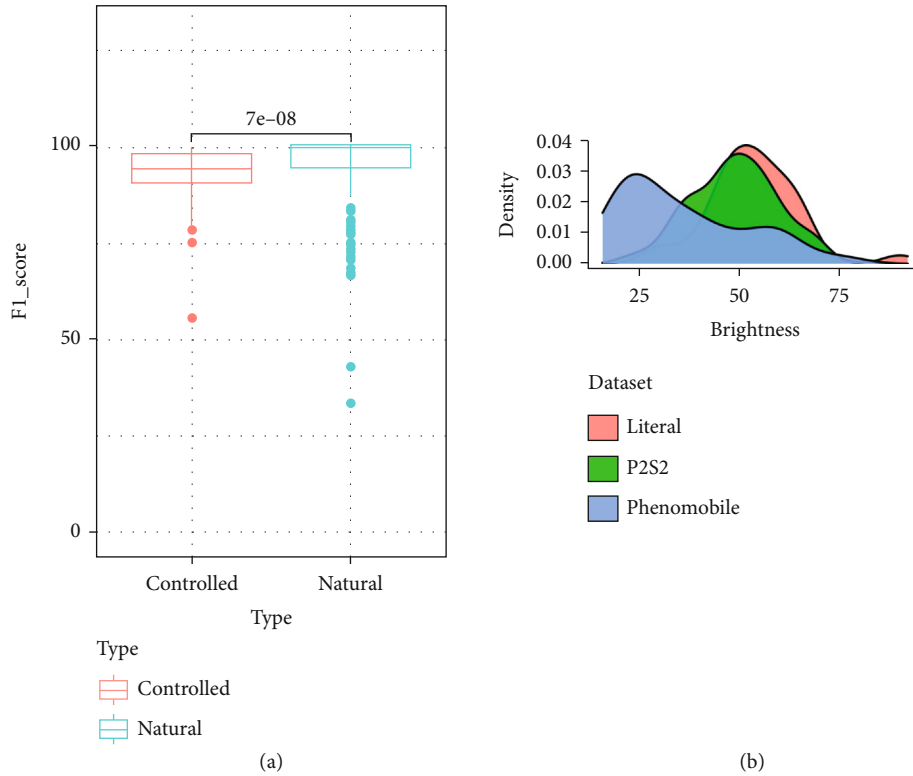 7e–08
100
50
0
F1_score
Controlled Natural
Type
Type
Controlled
Natural
(a)
0.04
0.03
0.02
0.01
0.00
Density
25 50 75
Brightness
Dataset
Literal
P2S2
Phenomobile
(b)